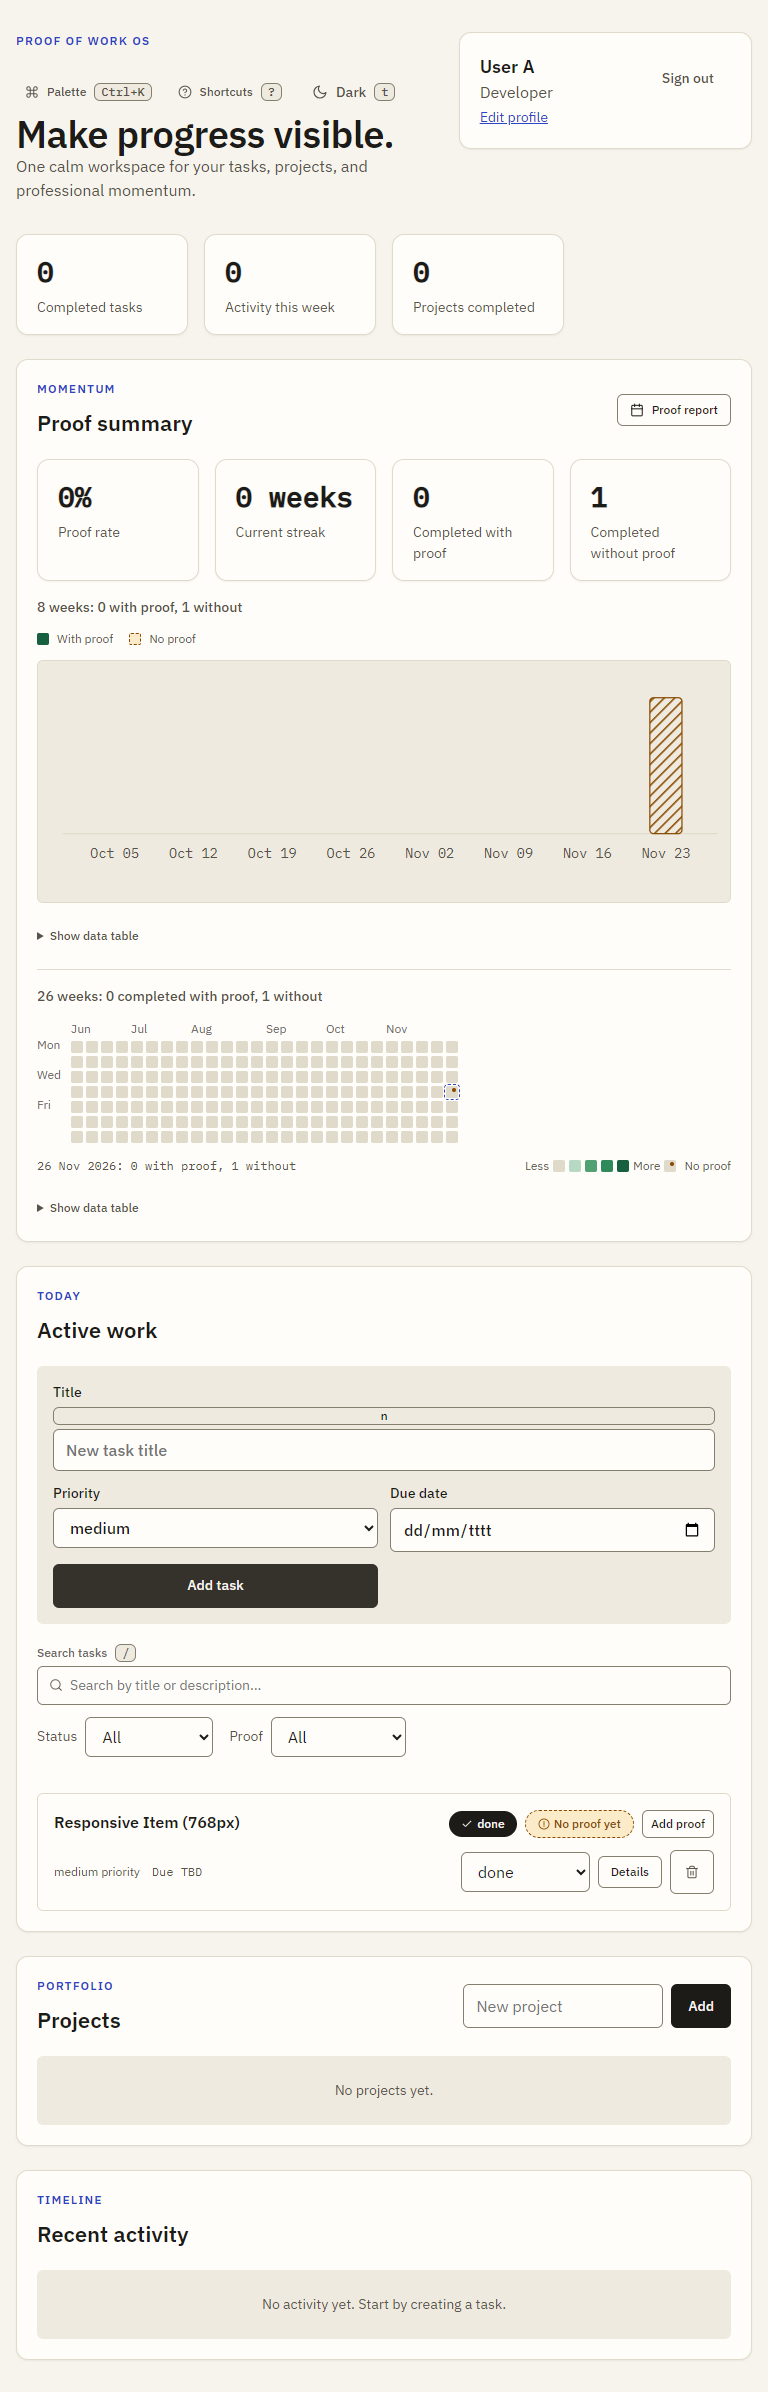 PROOF OF WORK OS
Palette Ctrl+K Shortcuts ? Dark t
Make progress visible.
One calm workspace for your tasks, projects, and
professional momentum.
User A
Developer
Edit profile
Sign out
0
Completed tasks
0
Activity this week
0
Projects completed
MOMENTUM
Proof summary
Proof report
0%
Proof rate
0 weeks
Current streak
0
Completed with
proof
1
Completed
without proof
8 weeks: 0 with proof, 1 without
With proof No proof
Oct 05 Oct 12 Oct 19 Oct 26 Nov 02 Nov 09 Nov 16 Nov 23
Show data table
26 weeks: 0 completed with proof, 1 without
Jun Jul Aug Sep Oct Nov
Mon
Wed
Fri
26 Nov 2026: 0 with proof, 1 without
Less More No proof
Show data table
TODAY
Active work
Title
n
New task title
Priority Due date
medium dd/mm/tttt
Add task
Search tasks /
Search by title or description...
Status All Proof All
Responsive Item (768px) done No proof yet Add proof
medium priority Due TBD done Details
PORTFOLIO
Projects
New project Add
No projects yet.
TIMELINE
Recent activity
No activity yet. Start by creating a task.